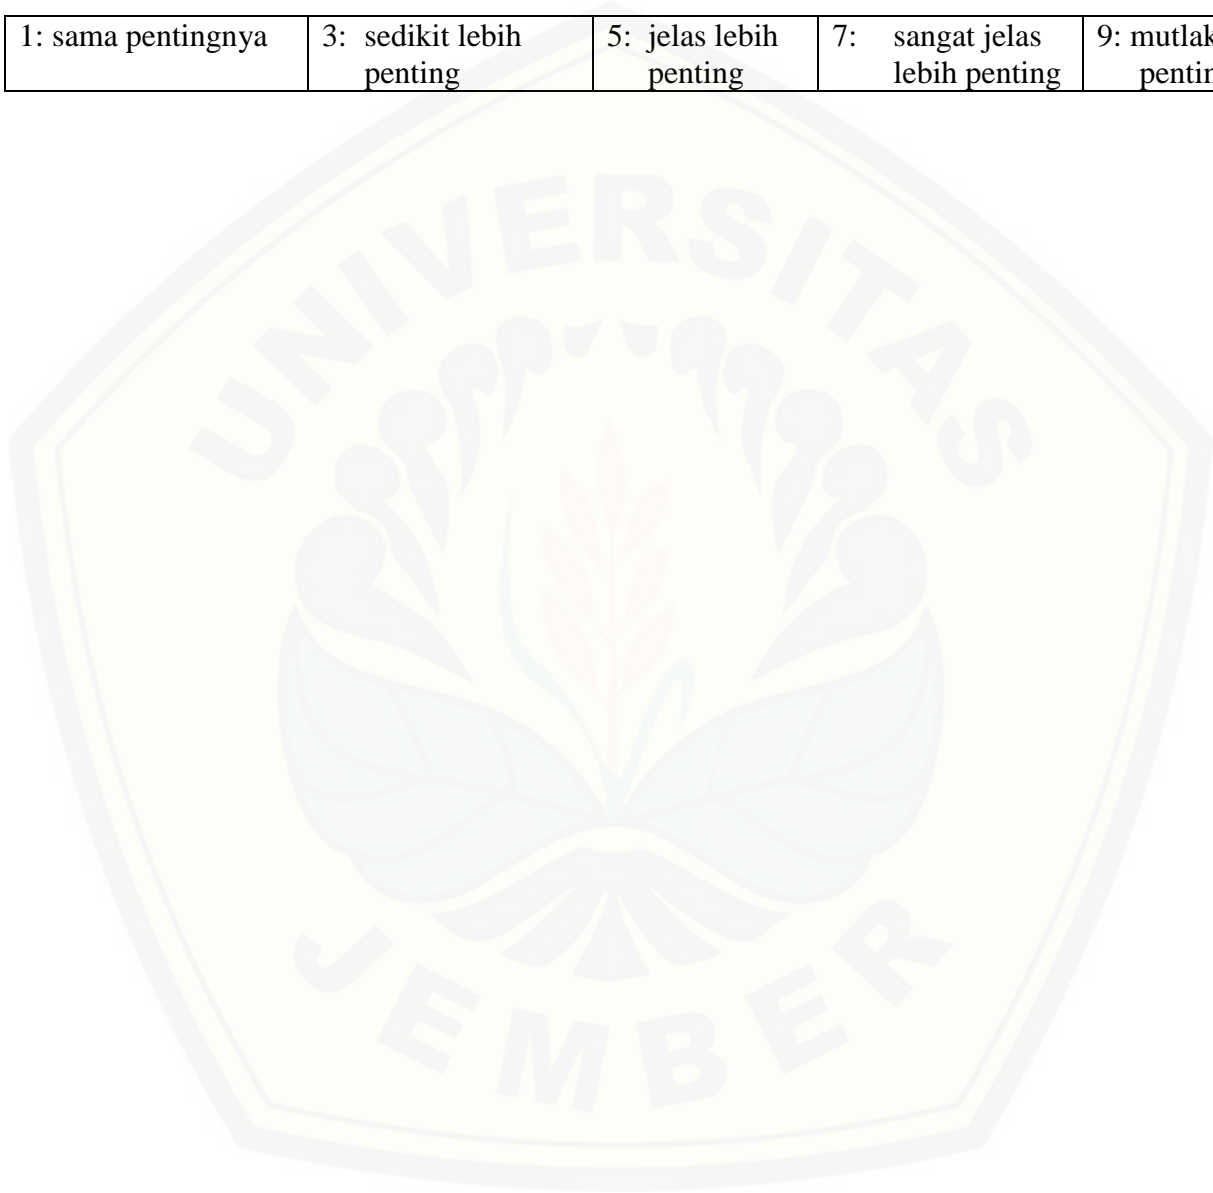 1: sama pentingnya 3: sedikit lebih 5: jelas lebih 7: sangat jelas 9: mutlak
penting penting lebih penting
UNIVERSITAS
JEMBER